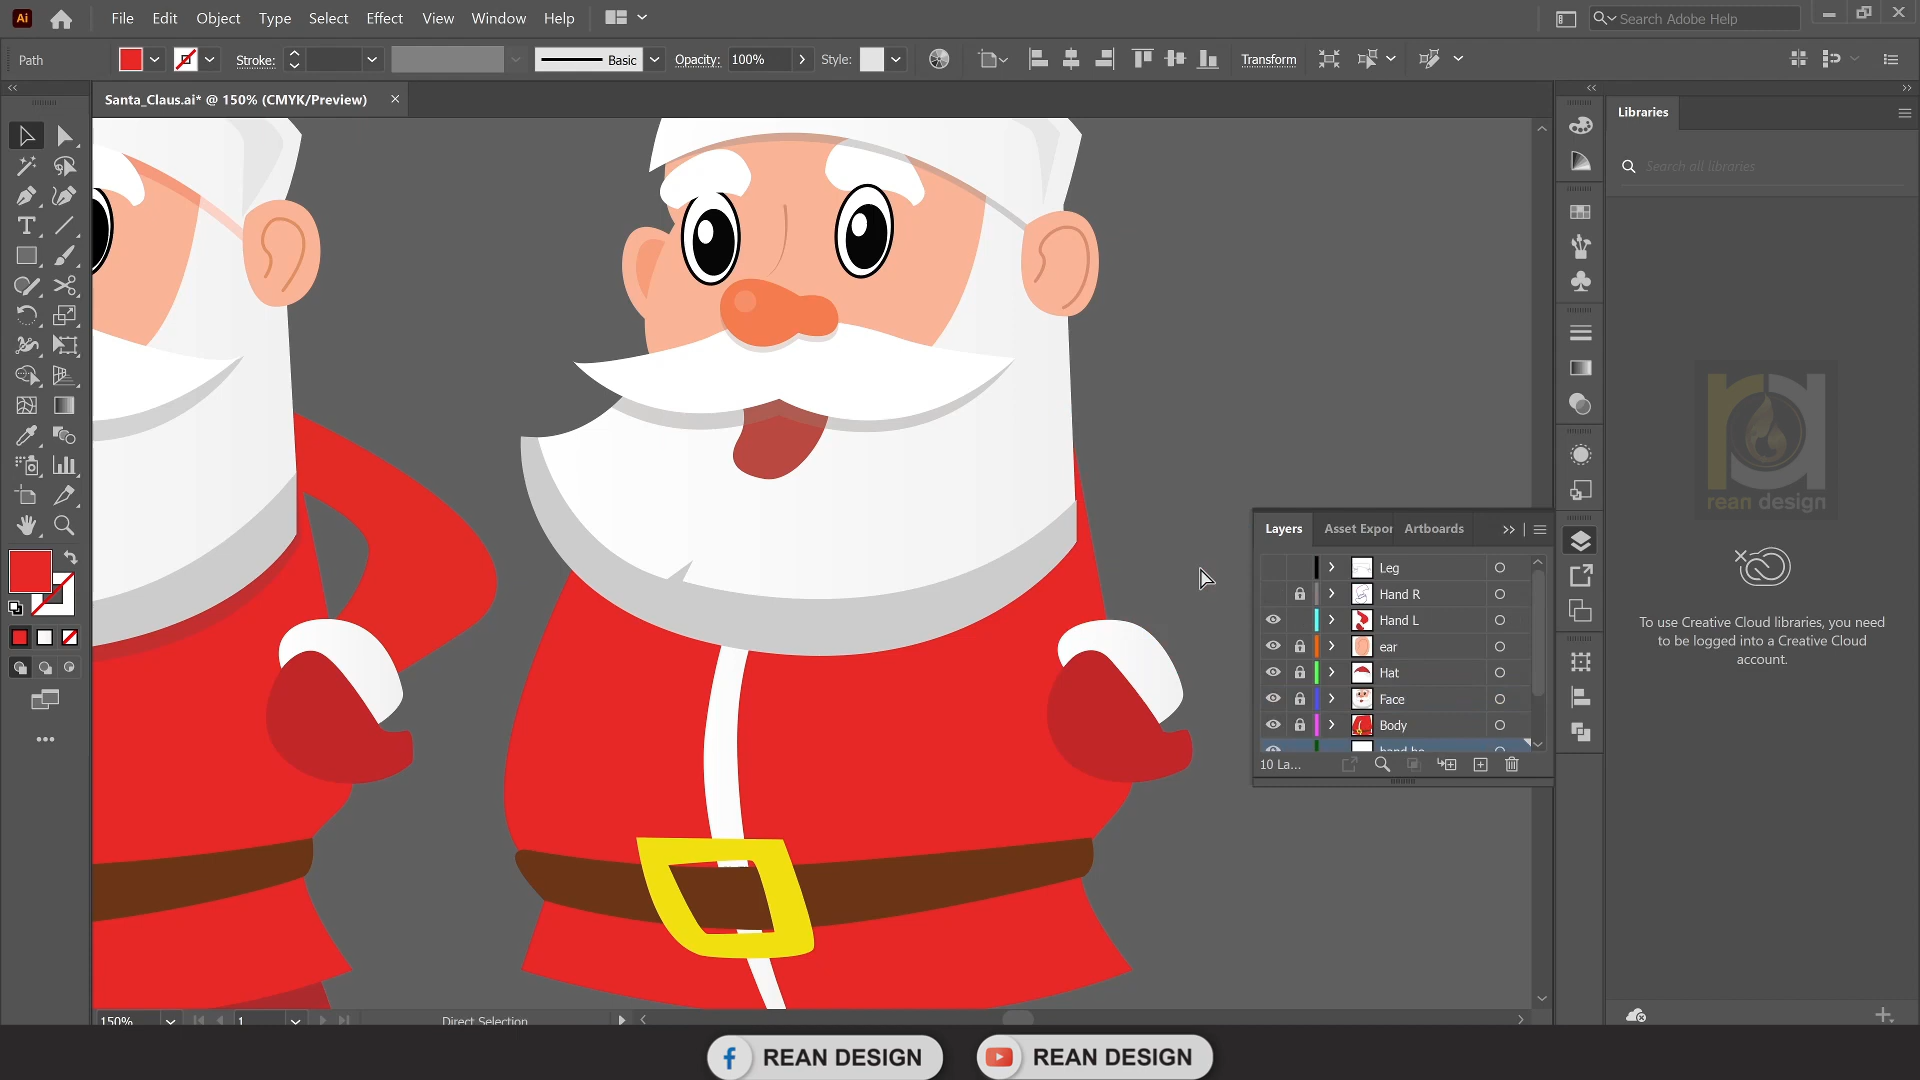 Ai File Edit Object Type Select Effect View Window Help Search Adobe Help
Path Stroke: Basic Opacity: 100% Style: Transform
Santa_Claus.ai* @ 150% (CMYK/Preview) ×
Libraries
Search all libraries
rean design
To use Creative Cloud libraries, you need
to be logged into a Creative Cloud
account.
Layers Asset Expor Artboards
Leg
Hand R
Hand L
ear
Hat
Face
Body
10 La...
150% 1 Direct Selection
REAN DESIGN REAN DESIGN